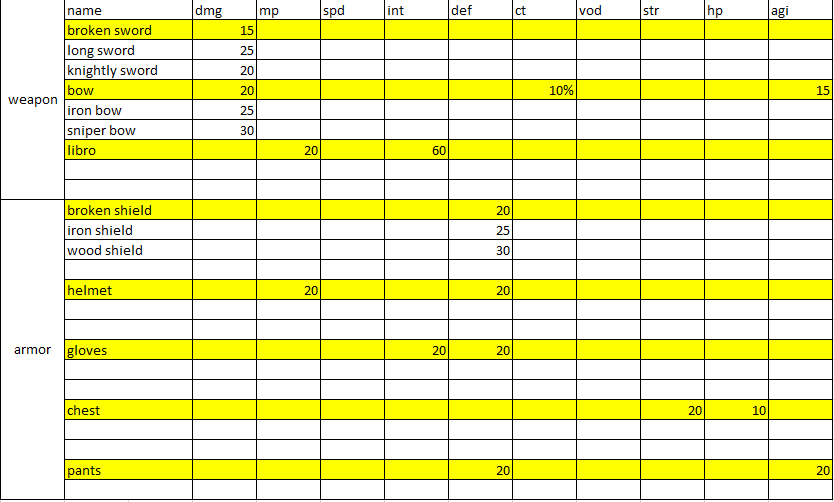 name dmg mp spd int def ct vod str hp agi
weapon
broken sword 15
long sword 25
knightly sword 20
bow 20 10% 15
iron bow 25
sniper bow 30
libro 20 60
armor
broken shield 20
iron shield 25
wood shield 30
helmet 20 20
gloves 20 20
chest 20 10
pants 20 20